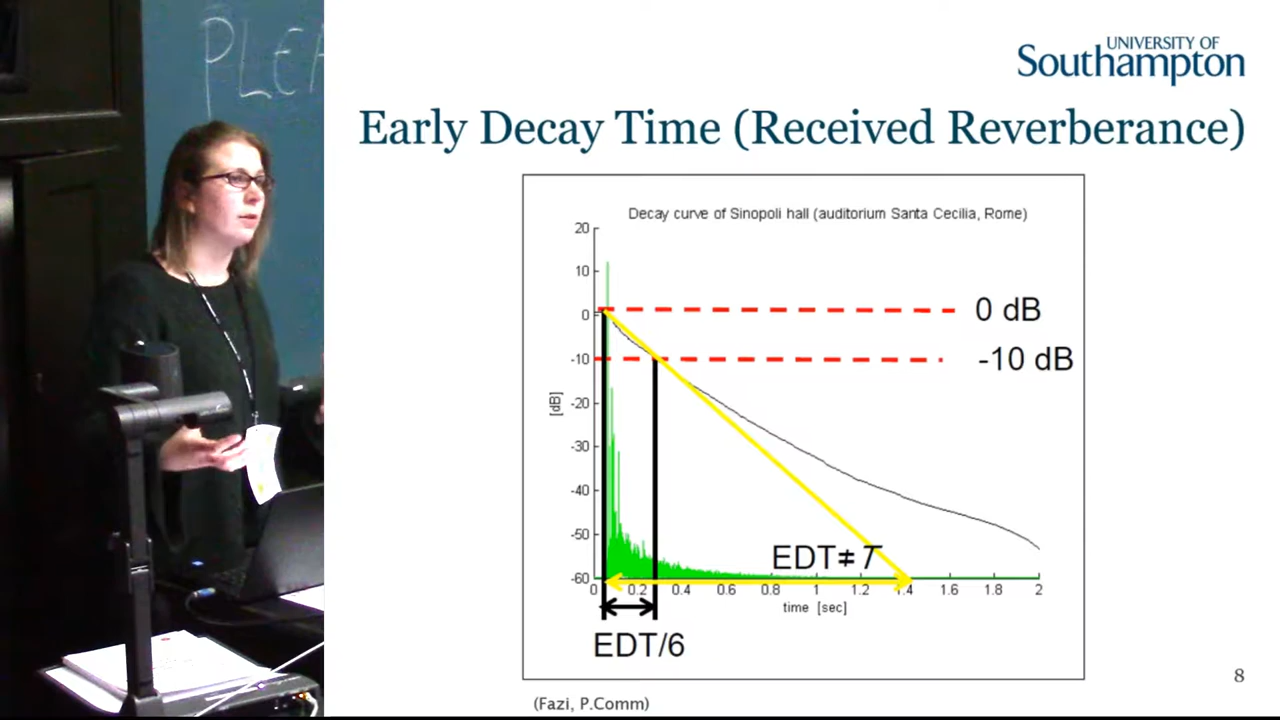 PLEA
UNIVERSITY OF
Southampton
Early Decay Time (Received Reverberance)
Decay curve of Sinopoli hall (auditorium Santa Cecilia, Rome)
20
10
0
-10
-20
-30
-40
-50
-60
[dB]
0 dB
-10 dB
EDT≠T
0 0.2 0.4 0.6 0.8 1 1.2 1.4 1.6 1.8 2
time [sec]
EDT/6
8
(Fazi, P.Comm)